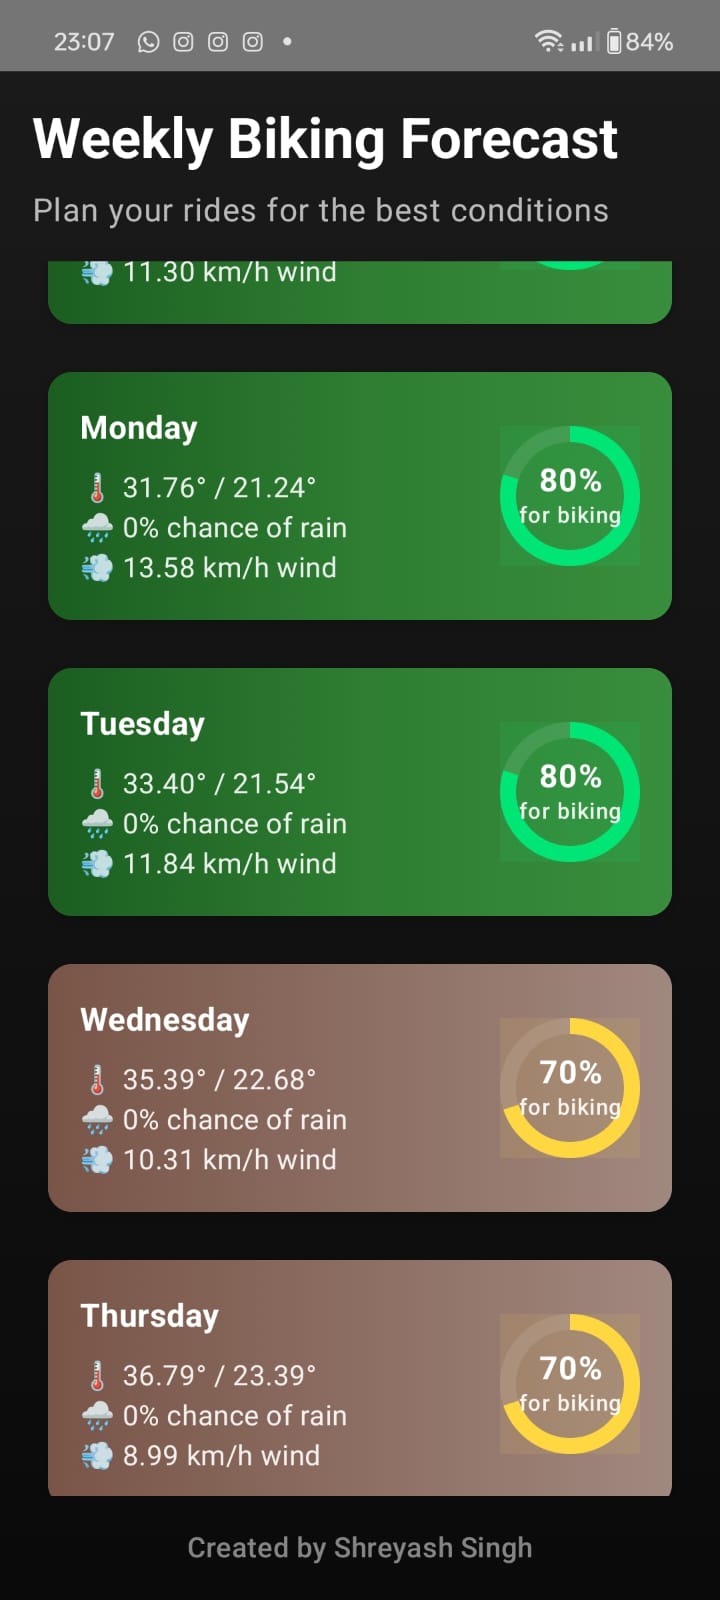 23:07 84%
Weekly Biking Forecast
Plan your rides for the best conditions
11.30 km/h wind
Monday
31.76° / 21.24°
0% chance of rain
13.58 km/h wind
80%
for biking
Tuesday
33.40° / 21.54°
0% chance of rain
11.84 km/h wind
80%
for biking
Wednesday
35.39° / 22.68°
0% chance of rain
10.31 km/h wind
70%
for biking
Thursday
36.79° / 23.39°
0% chance of rain
8.99 km/h wind
70%
for biking
Created by Shreyash Singh